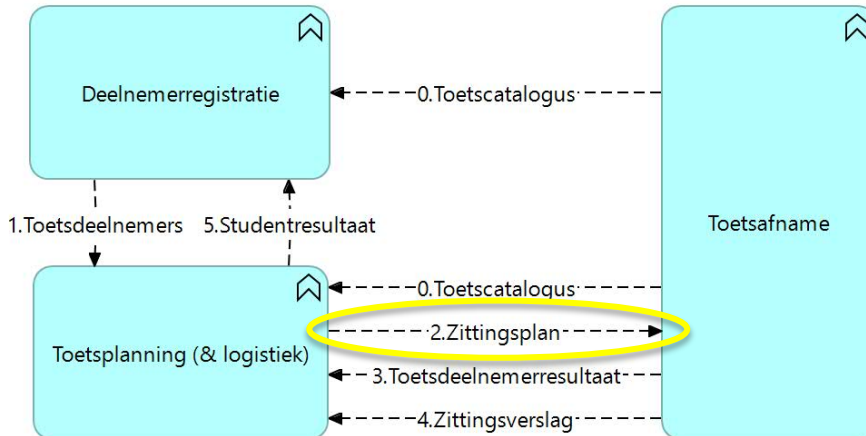 Deelnemerregistratie
0.Toetscatalogus
Toetsafname
1.Toetsdeelnemers
5.Studentresultaat
0.Toetscatalogus
Toetsplanning (& logistiek)
2.Zittingsplan
3.Toetsdeelnemerresultaat
4.Zittingsverslag